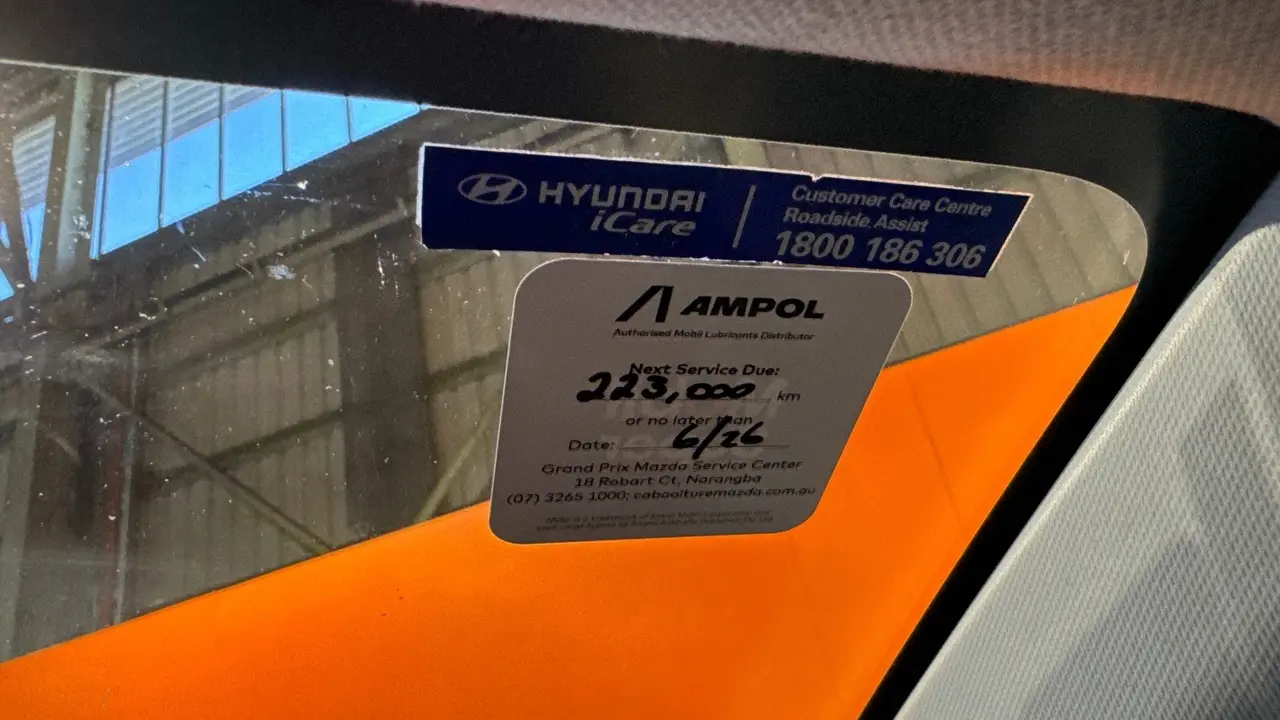 HYUNDAI
iCare
Customer Care Centre
Roadside Assist
1800 186 306
AMPOL
Authorised Mobil Lubricants Distributor
Next Service Due:
223,000 km
or no later than
Date: 6/26
Grand Prix Mazda Service Center
18 Robart Ct, Narangba
(07) 3265 1000; caboolturemazda.com.au